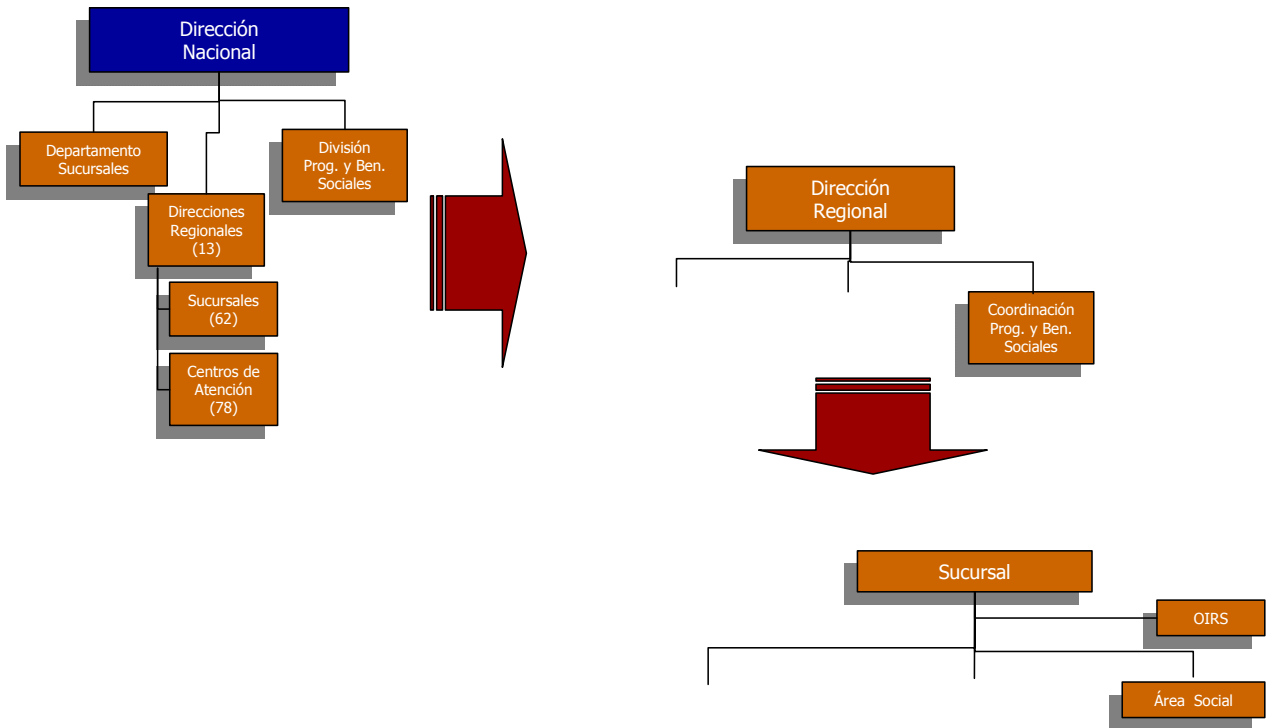 Dirección
Nacional
Departamento
Sucursales
División
Prog. y Ben.
Sociales
Direcciones
Regionales
(13)
Sucursales
(62)
Centros de
Atención
(78)
Dirección
Regional
Coordinación
Prog. y Ben.
Sociales
Sucursal
OIRS
Área Social